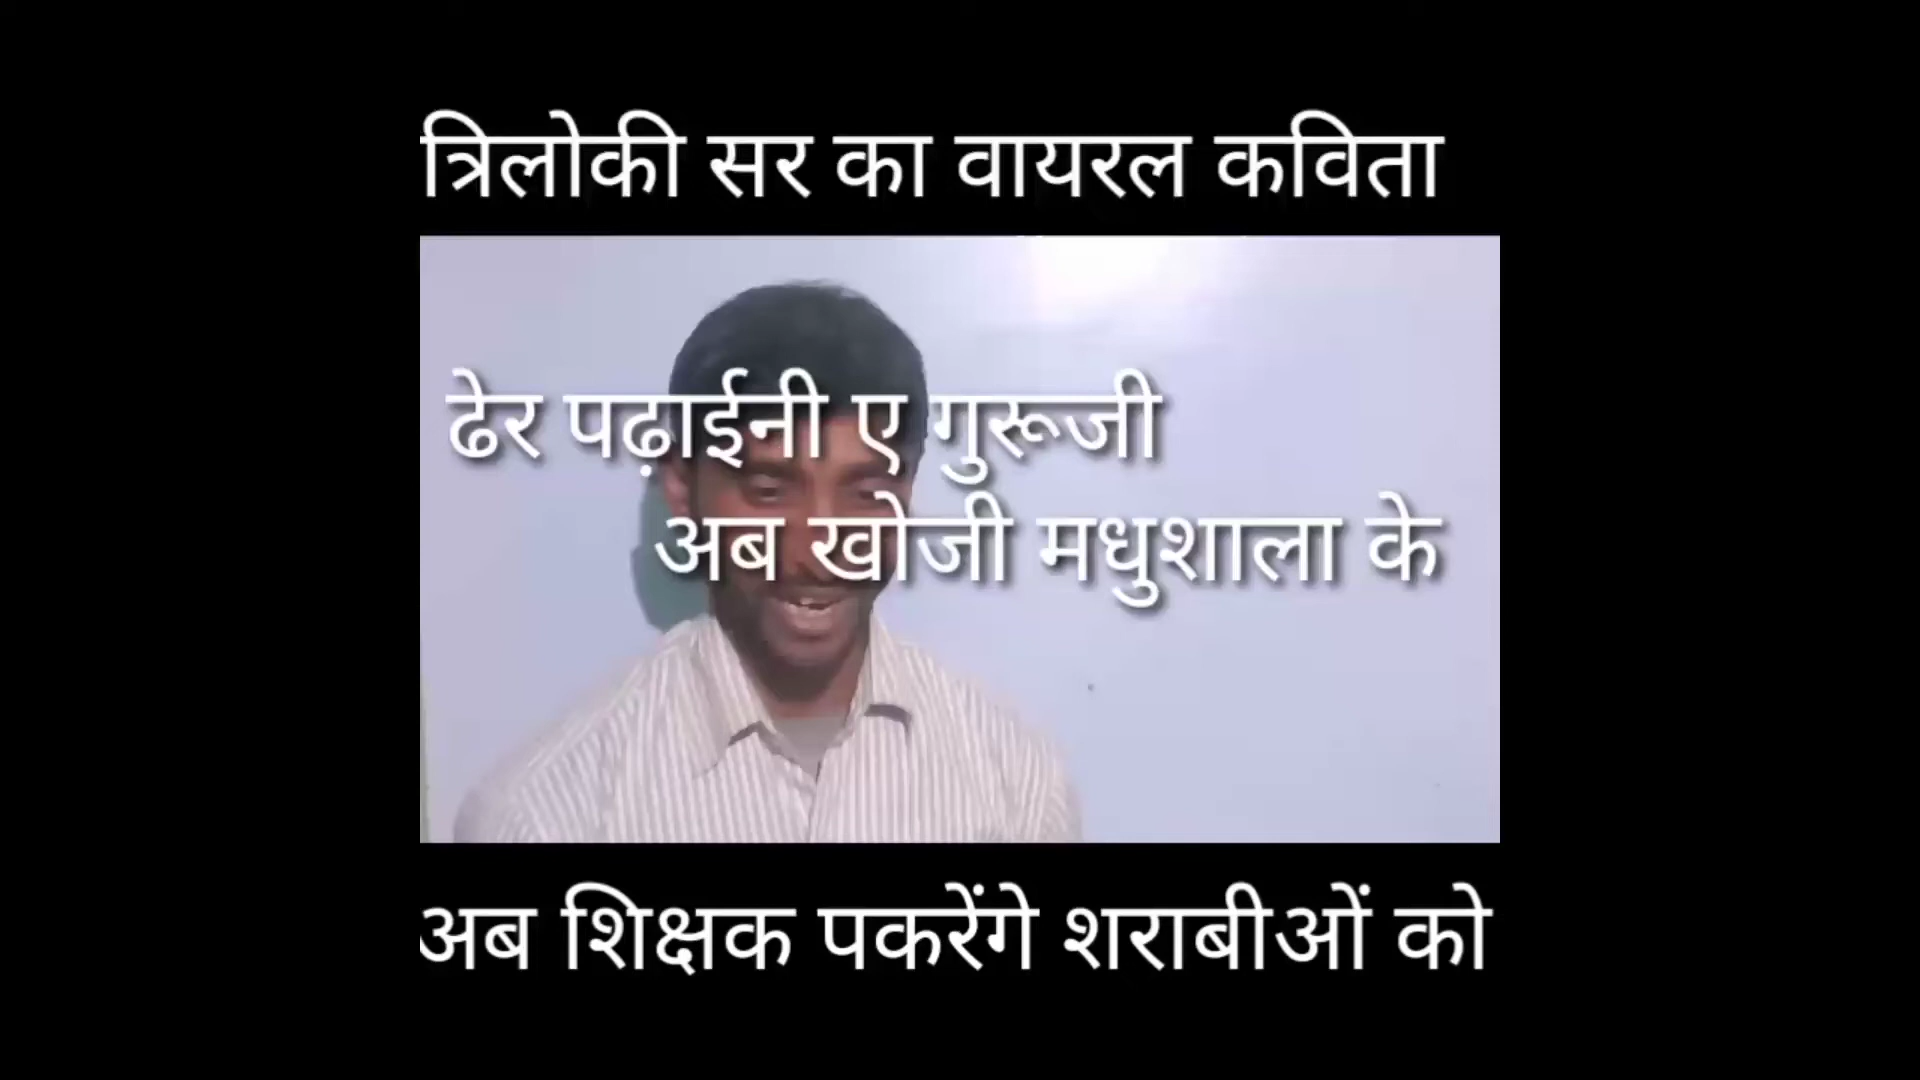 त्रिलोकी सर का वायरल कविता
ढेर पढ़ाईनी ए गुरूजी
अब खोजी मधुशाला के
अब शिक्षक पकरेंगे शराबीओं को